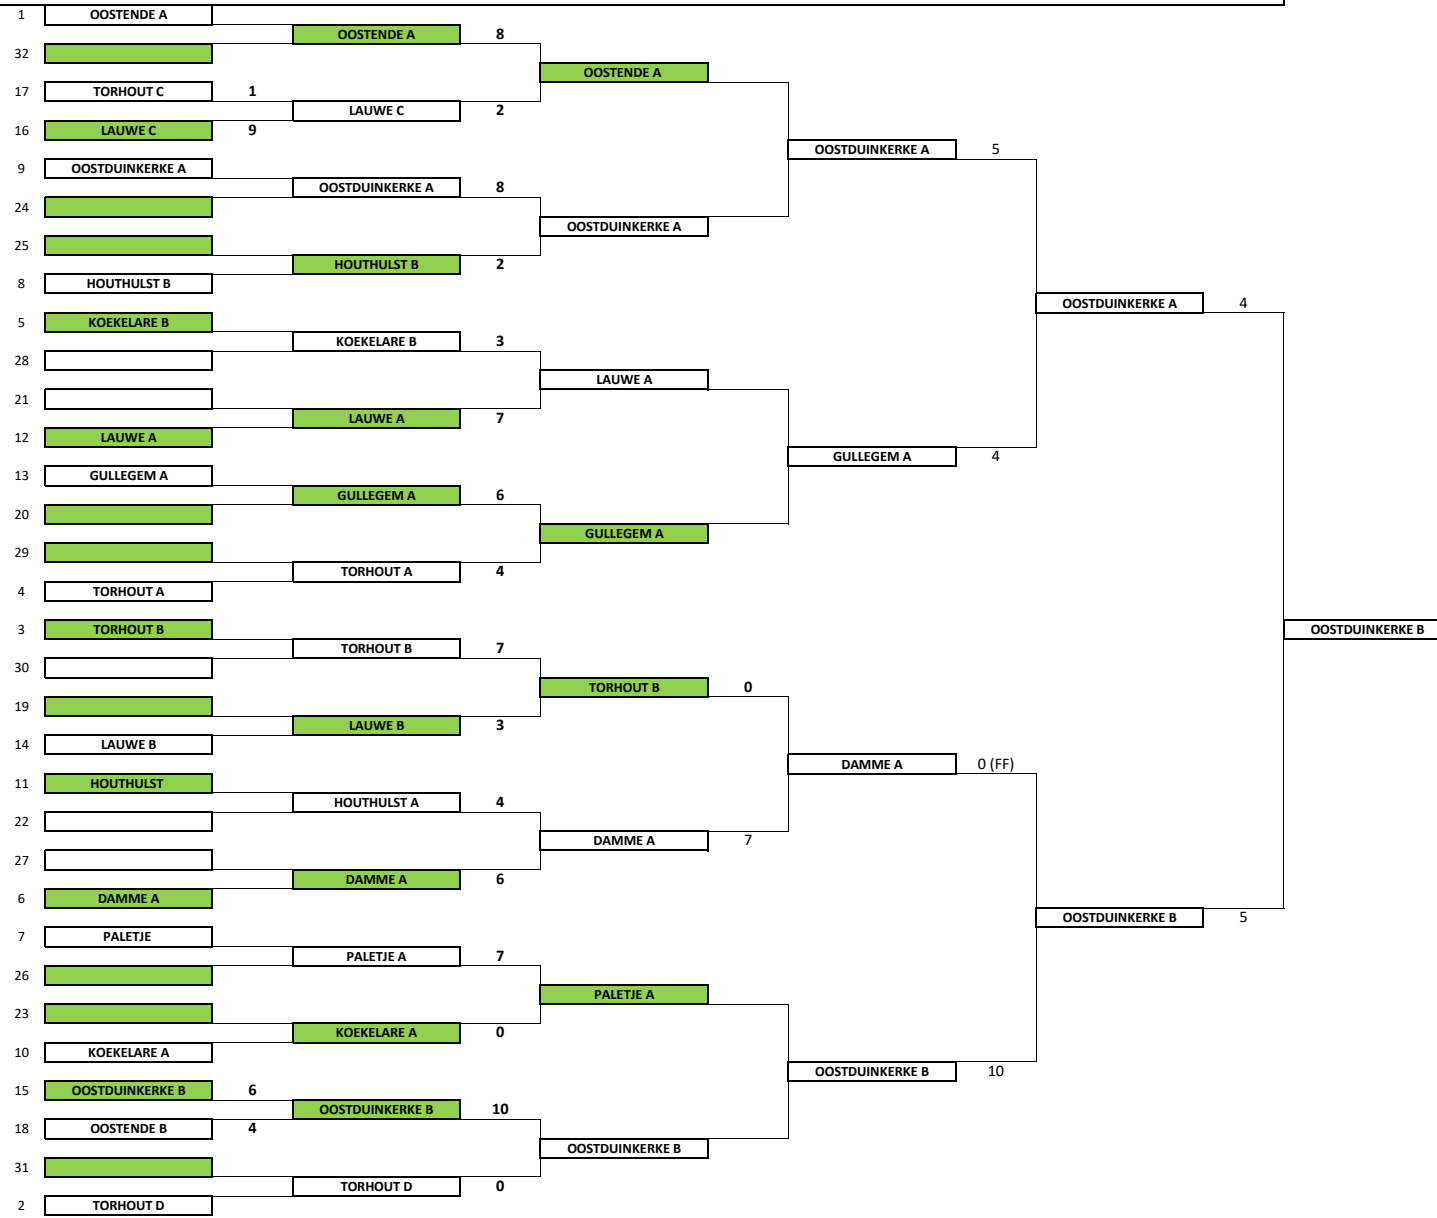 1 OOSTENDE A
OOSTENDE A 8
32
OOSTENDE A
17 TORHOUT C 1
LAUWE C 2
16 LAUWE C 9
OOSTDUINKERKE A 5
9 OOSTDUINKERKE A
OOSTDUINKERKE A 8
24
OOSTDUINKERKE A
25
HOUTHULST B 2
8 HOUTHULST B
OOSTDUINKERKE A 4
5 KOEKELARE B
KOEKELARE B 3
28
LAUWE A
21
LAUWE A 7
12 LAUWE A
GULLEGEM A 4
13 GULLEGEM A
GULLEGEM A 6
20
GULLEGEM A
29
TORHOUT A 4
4 TORHOUT A
3 TORHOUT B
OOSTDUINKERKE B
TORHOUT B 7
30
TORHOUT B 0
19
LAUWE B 3
14 LAUWE B
DAMME A 0 (FF)
11 HOUTHULST
HOUTHULST A 4
22
DAMME A 7
27
DAMME A 6
6 DAMME A
OOSTDUINKERKE B 5
7 PALETJE
PALETJE A 7
26
PALETJE A
23
KOEKELARE A 0
10 KOEKELARE A
OOSTDUINKERKE B 10
15 OOSTDUINKERKE B 6
OOSTDUINKERKE B 10
18 OOSTENDE B 4
OOSTDUINKERKE B
31
TORHOUT D 0
2 TORHOUT D